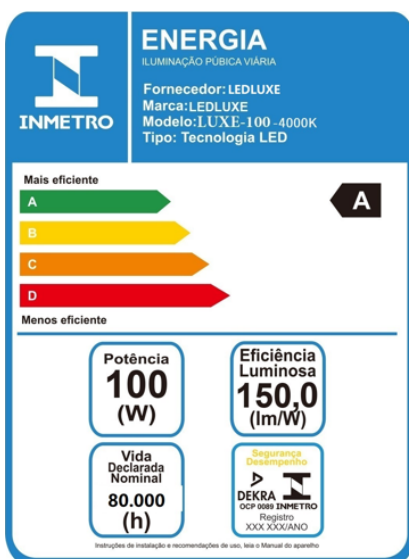 INMETRO
ENERGIA
ILUMINAÇÃO PÚBICA VIÁRIA
Fornecedor: LEDLUXE
Marca:LEDLUXE
Modelo:LUXE-100-4000K
Tipo: Tecnologia LED
Mais eficiente
A
A
B
C
D
Menos eficiente
Potência
100
(W)
Eficiência
Luminosa
150,0
(lm/W)
Vida
Declarada
Nominal
80.000
(h)
Segurança
Desempenho
DEKRA
OCP 0089 INMETRO
Registro
XXX XXX/ANO
Instruções de instalação e recomendações de uso, leia o Manual do aparelho